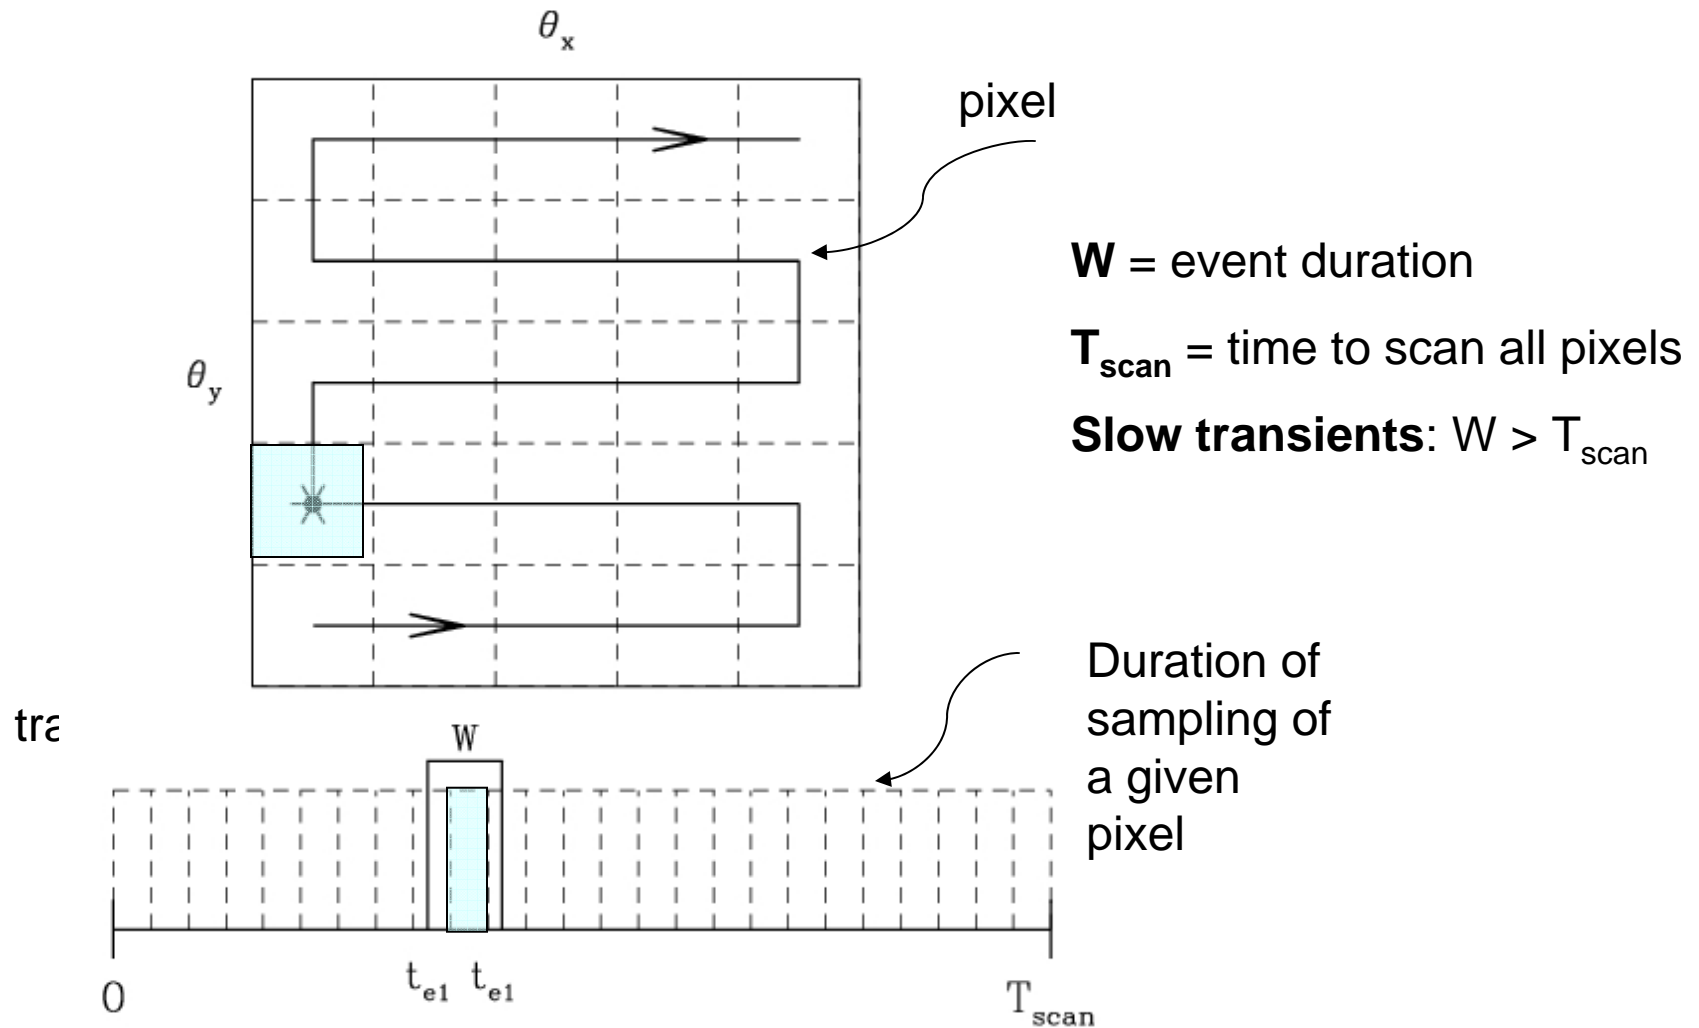 θx
pixel
W = event duration
Tscan = time to scan all pixels
Slow transients: W > Tscan
θy
Duration of
sampling of
a given
pixel
tra
W
te1 te1
0
Tscan